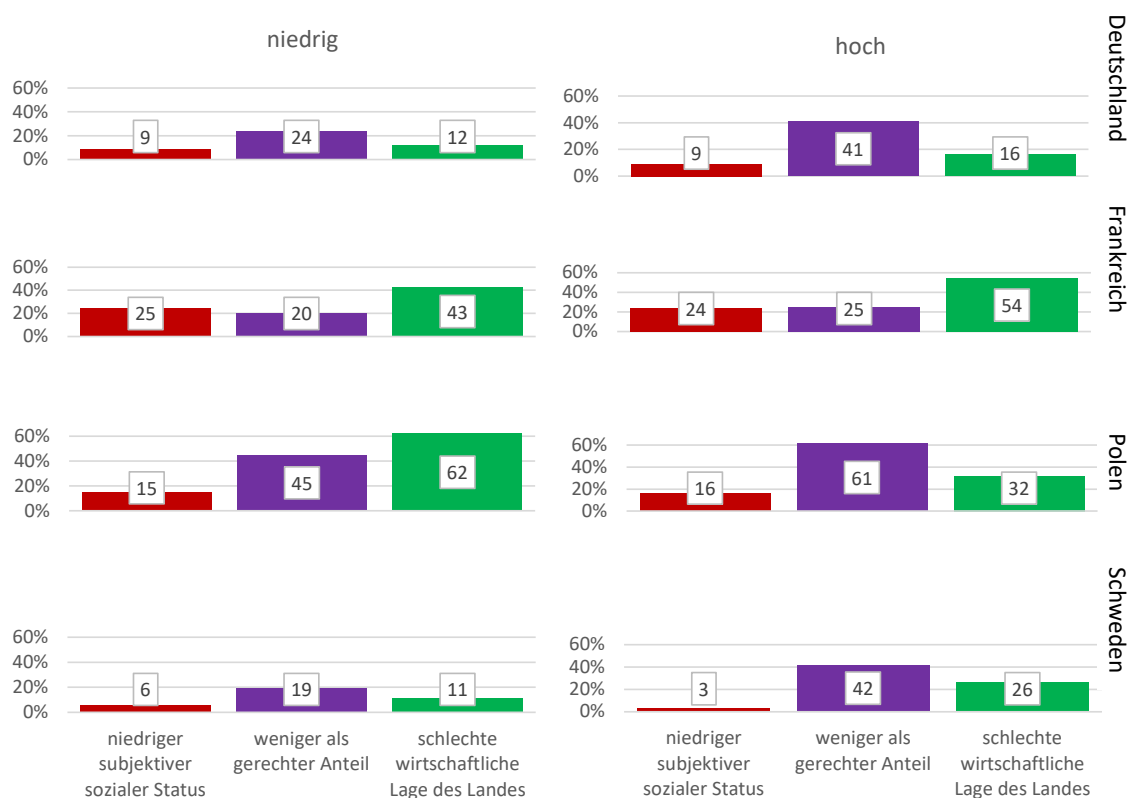 niedrig
hoch
Deutschland
60%
40%
20%
0%
9
24
12
60%
40%
20%
0%
9
41
16
Frankreich
60%
40%
20%
0%
25
20
43
60%
40%
20%
0%
24
25
54
Polen
60%
40%
20%
0%
15
45
62
60%
40%
20%
0%
16
61
32
Schweden
60%
40%
20%
0%
6
19
11
60%
40%
20%
0%
3
42
26
niedriger
subjektiver
sozialer Status
weniger als
gerechter Anteil
schlechte
wirtschaftliche
Lage des Landes
niedriger
subjektiver
sozialer Status
weniger als
gerechter Anteil
schlechte
wirtschaftliche
Lage des Landes